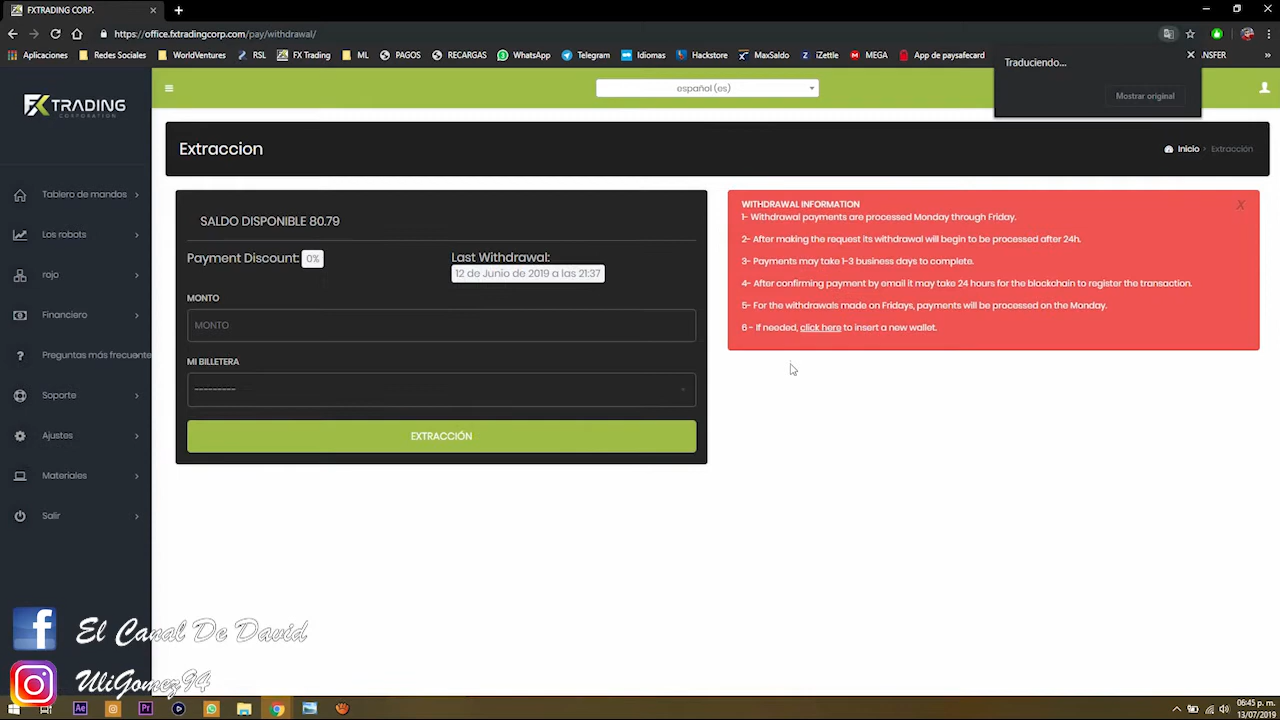 FXTRADING CORP.
https://office.fxtradingcorp.com/pay/withdrawal/
Aplicaciones Redes Sociales WorldVentures RSL FX Trading ML PAGOS RECARGAS WhatsApp Telegram Idiomas Hackstore MaxSaldo iZettle MEGA App de paysafecard NSFER »
Traduciendo...
Mostrar original
FX TRADING
CORPORATION
español (es)
Extraccion
Inicio > Extracción
Tablero de mandos
Los robots
rojo
Financiero
Preguntas más frecuente
Soporte
Ajustes
Materiales
Salir
SALDO DISPONIBLE 80.79
Payment Discount: 0%
Last Withdrawal:
12 de Junio de 2019 a las 21:37
MONTO
MONTO
MI BILLETERA
---------
EXTRACCIÓN
WITHDRAWAL INFORMATION
X
1- Withdrawal payments are processed Monday through Friday.
2- After making the request its withdrawal will begin to be processed after 24h.
3- Payments may take 1-3 business days to complete.
4- After confirming payment by email it may take 24 hours for the blockchain to register the transaction.
5- For the withdrawals made on Fridays, payments will be processed on the Monday.
6 - If needed, click here to insert a new wallet.
El Canal De David
UliGomez94
Ae Pr
06:45 p. m.
13/07/2019